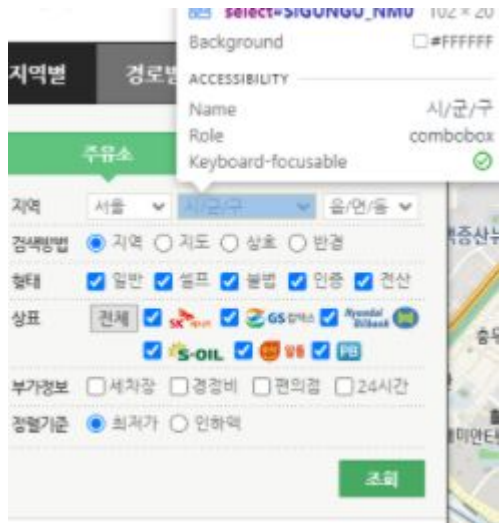 select#SIGUNGU_NM0 102 × 20
Background #FFFFFF
지역별 경로별
ACCESSIBILITY
Name 시/군/구
Role combobox
Keyboard-focusable
주유소
지역 서울 시/군/구 읍/면/동
검색방법 지역 지도 상호 반경
형태 일반 셀프 불법 인증 전산
상표 전체 SK에너지 GS칼텍스 Hyundai Oilbank
S-OIL 알뜰 PB
부가정보 세차장 경정비 편의점 24시간
정렬기준 최저가 인하액
조회